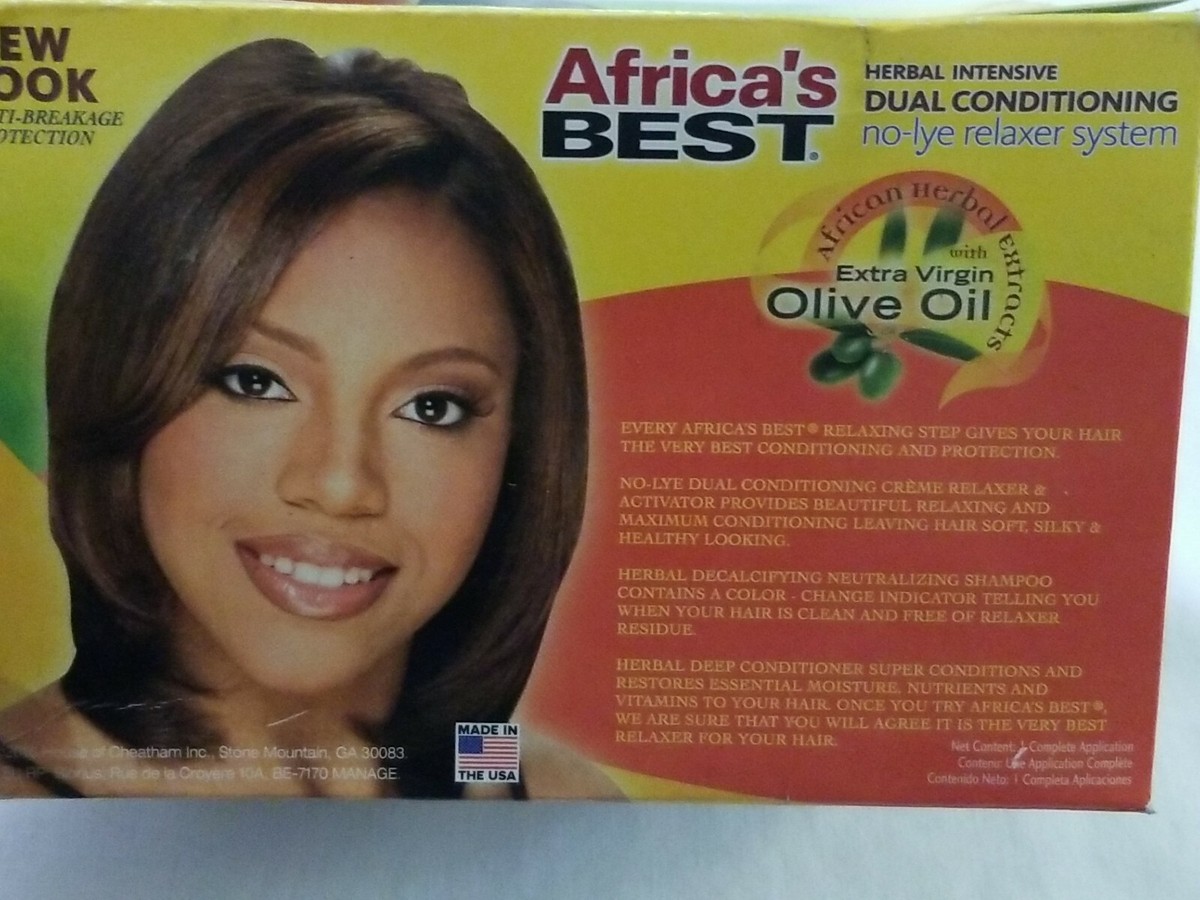 EW
OOK
TI-BREAKAGE
OTECTION
Africa's
BEST®
HERBAL INTENSIVE
DUAL CONDITIONING
no-lye relaxer system
African Herbal extracts
with
Extra Virgin
Olive Oil
EVERY AFRICA'S BEST® RELAXING STEP GIVES YOUR HAIR
THE VERY BEST CONDITIONING AND PROTECTION.
NO-LYE DUAL CONDITIONING CRÈME RELAXER &
ACTIVATOR PROVIDES BEAUTIFUL RELAXING AND
MAXIMUM CONDITIONING LEAVING HAIR SOFT, SILKY &
HEALTHY LOOKING.
HERBAL DECALCIFYING NEUTRALIZING SHAMPOO
CONTAINS A COLOR - CHANGE INDICATOR TELLING YOU
WHEN YOUR HAIR IS CLEAN AND FREE OF RELAXER
RESIDUE.
HERBAL DEEP CONDITIONER SUPER CONDITIONS AND
RESTORES ESSENTIAL MOISTURE, NUTRIENTS AND
VITAMINS TO YOUR HAIR. ONCE YOU TRY AFRICA'S BEST®,
WE ARE SURE THAT YOU WILL AGREE IT IS THE VERY BEST
RELAXER FOR YOUR HAIR.
of Cheatham Inc., Stone Mountain, GA 30083.
Rue de la Croyere 10A, BE-7170 MANAGE.
MADE IN
THE USA
Net Content: Complete Application
Contenu: Application Complète
Contenido Neto: 1 Completa Aplicaciones